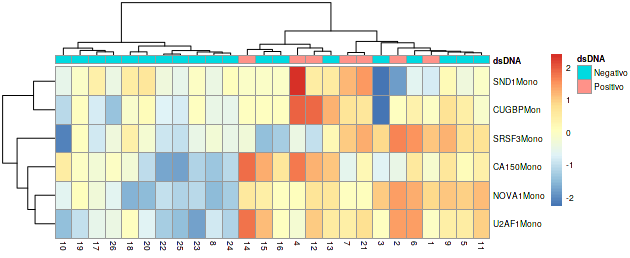 dsDNA
SND1Mono
CUGBPMon
SRSF3Mono
CA150Mono
NOVA1Mono
U2AF1Mono
10 19 17 26 18 20 22 25 23 8 24 14 15 16 4 12 13 7 21 3 2 6 1 9 5 11
2
1
0
-1
-2
dsDNA
Negativo
Positivo